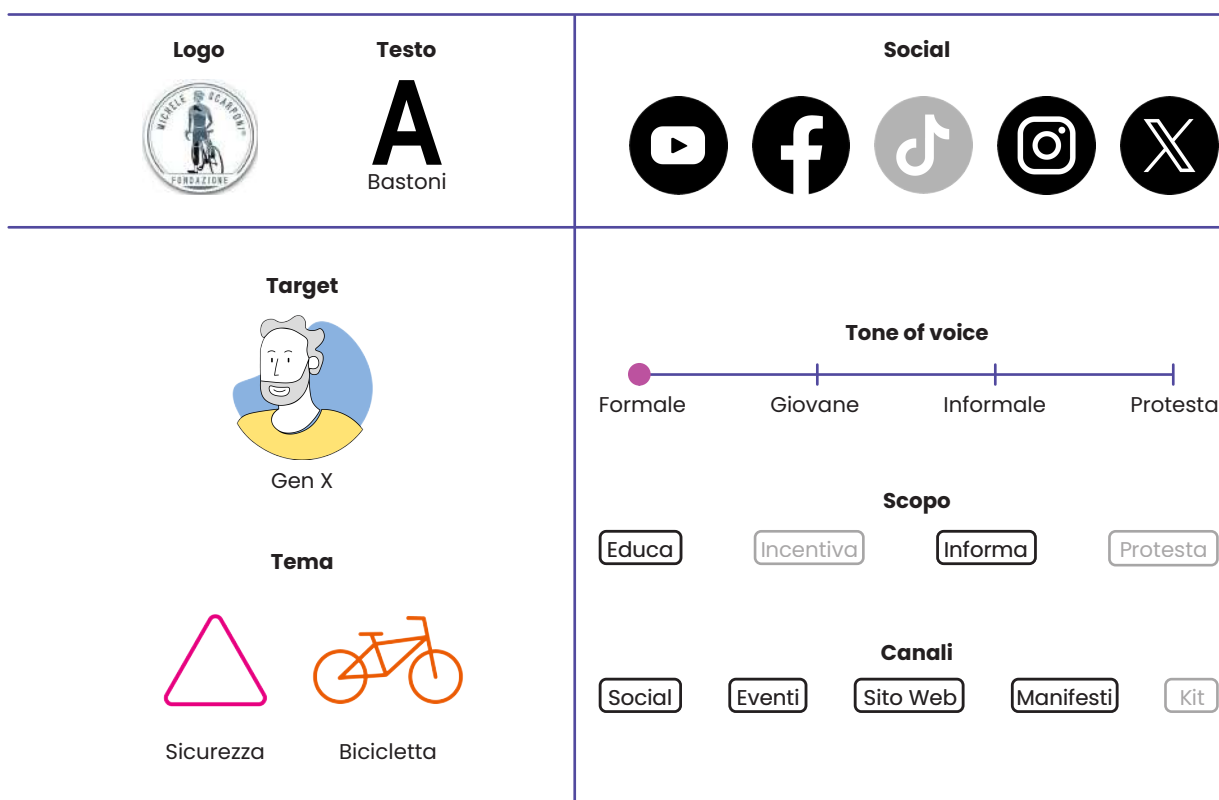 Logo
Testo
Social
MICHELE SCARPONI
FONDAZIONE
A
Bastoni
Target
Gen X
Tema
Sicurezza
Bicicletta
Tone of voice
Formale
Giovane
Informale
Protesta
Scopo
Educa
Incentiva
Informa
Protesta
Canali
Social
Eventi
Sito Web
Manifesti
Kit